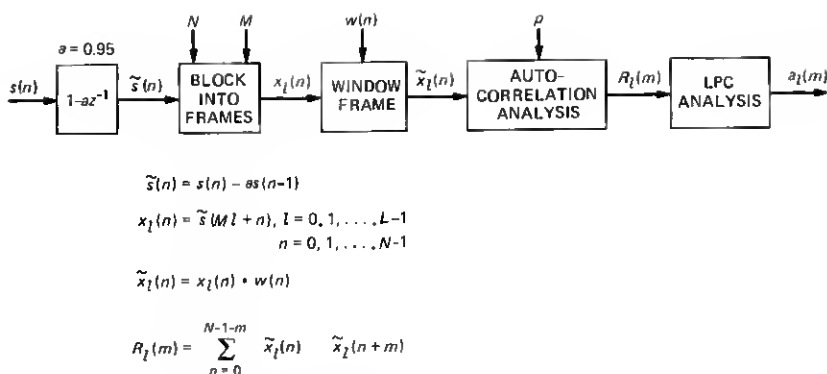 N M w(n) p
a = 0.95
s(n) 1–az⁻¹ s̃(n) BLOCK INTO FRAMES x_l(n) WINDOW FRAME x̃_l(n) AUTO-CORRELATION ANALYSIS R_l(m) LPC ANALYSIS a_l(m)
s̃(n) = s(n) – as(n–1)
x_l(n) = s̃(Ml + n), l = 0, 1, . . . , L–1
n = 0, 1, . . . , N–1
x̃_l(n) = x_l(n) • w(n)
R_l(m) = ∑_{n=0}^{N–1–m} x̃_l(n) x̃_l(n+m)